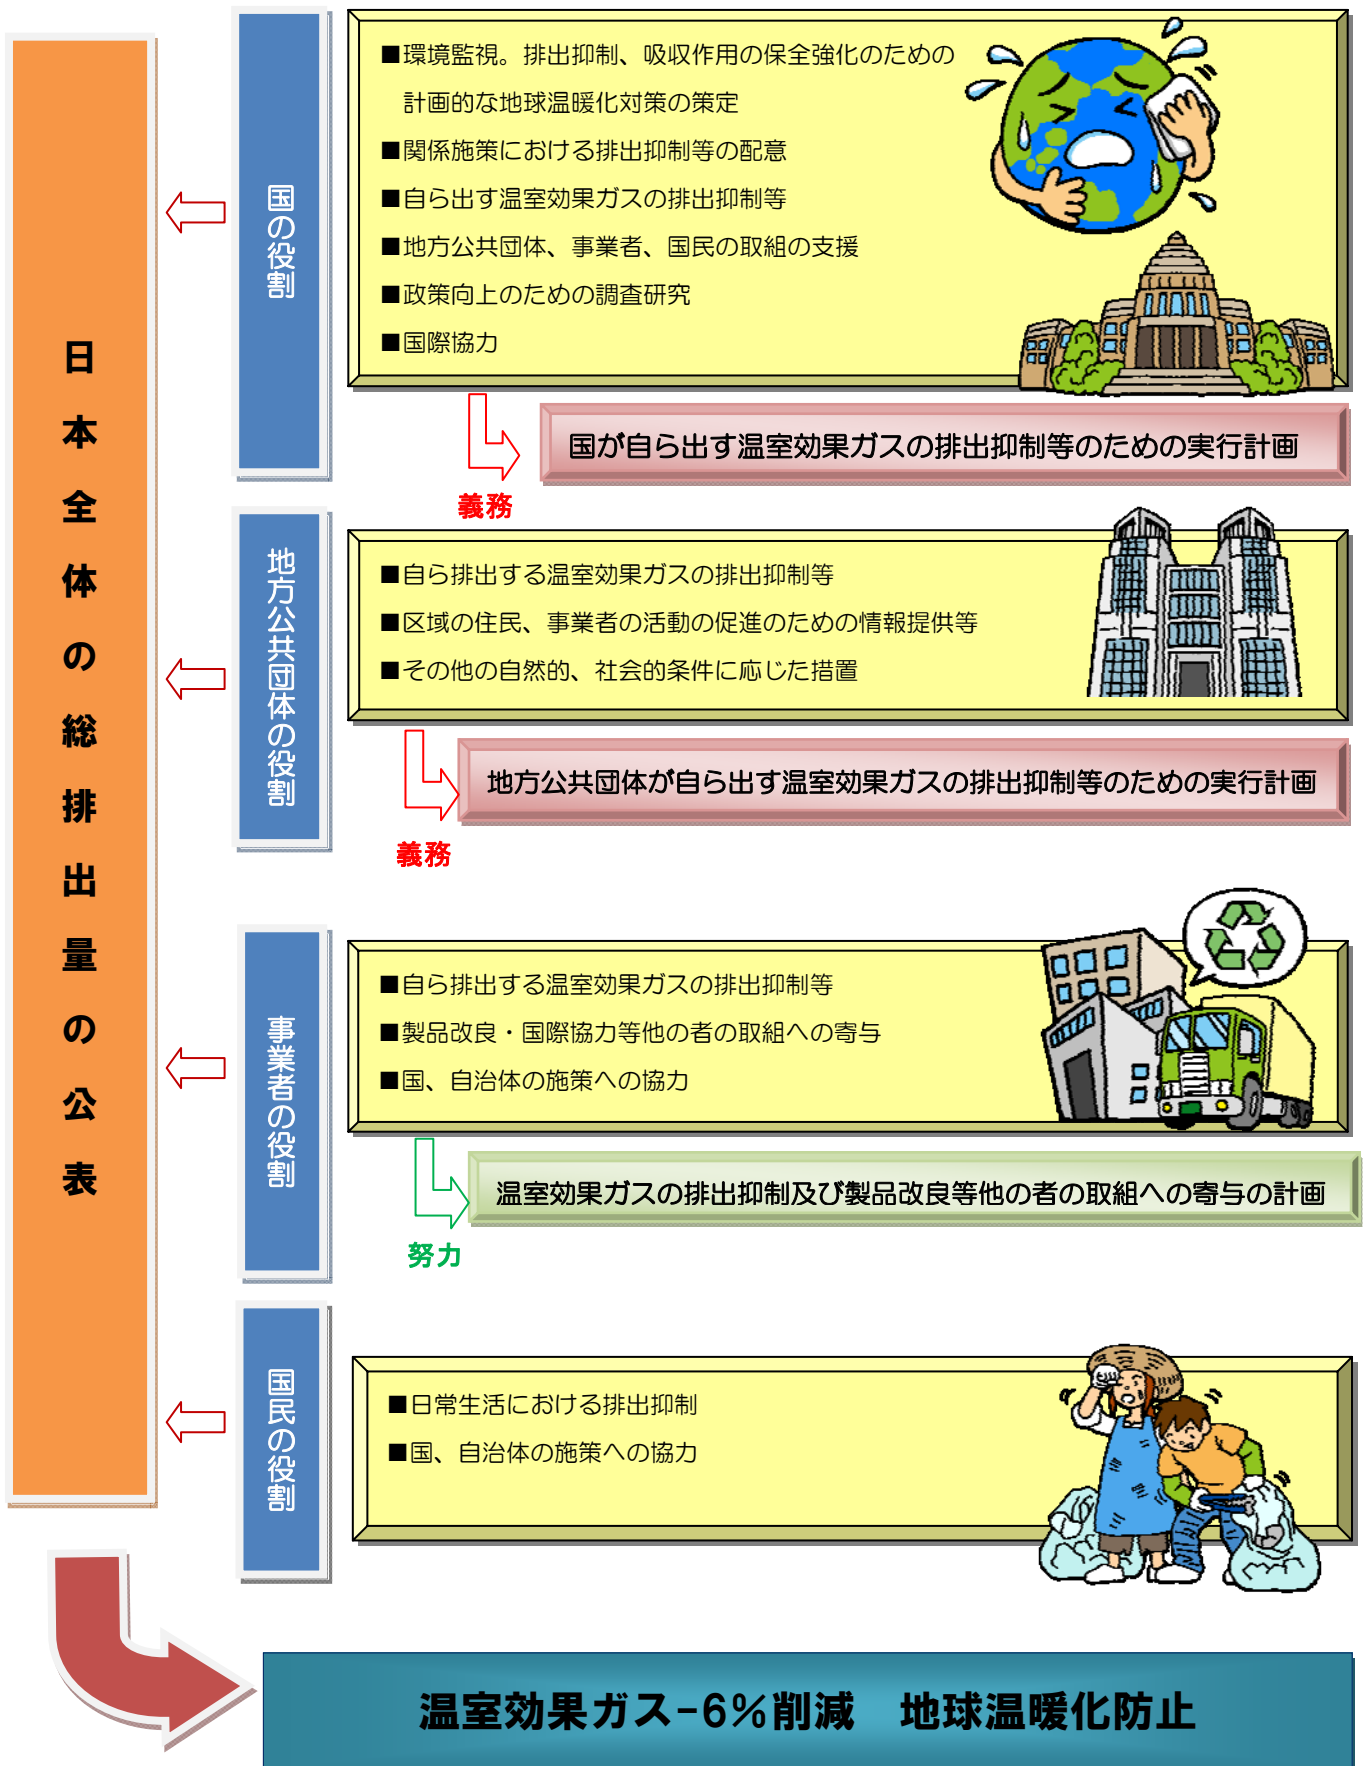 日本全体の総排出量の公表
国の役割
■環境監視。排出抑制、吸収作用の保全強化のための
計画的な地球温暖化対策の策定
■関係施策における排出抑制等の配意
■自ら出す温室効果ガスの排出抑制等
■地方公共団体、事業者、国民の取組の支援
■政策向上のための調査研究
■国際協力
義務
国が自ら出す温室効果ガスの排出抑制等のための実行計画
地方公共団体の役割
■自ら排出する温室効果ガスの排出抑制等
■区域の住民、事業者の活動の促進のための情報提供等
■その他の自然的、社会的条件に応じた措置
義務
地方公共団体が自ら出す温室効果ガスの排出抑制等のための実行計画
事業者の役割
■自ら排出する温室効果ガスの排出抑制等
■製品改良・国際協力等他の者の取組への寄与
■国、自治体の施策への協力
努力
温室効果ガスの排出抑制及び製品改良等他の者の取組への寄与の計画
国民の役割
■日常生活における排出抑制
■国、自治体の施策への協力
温室効果ガス-6%削減　地球温暖化防止